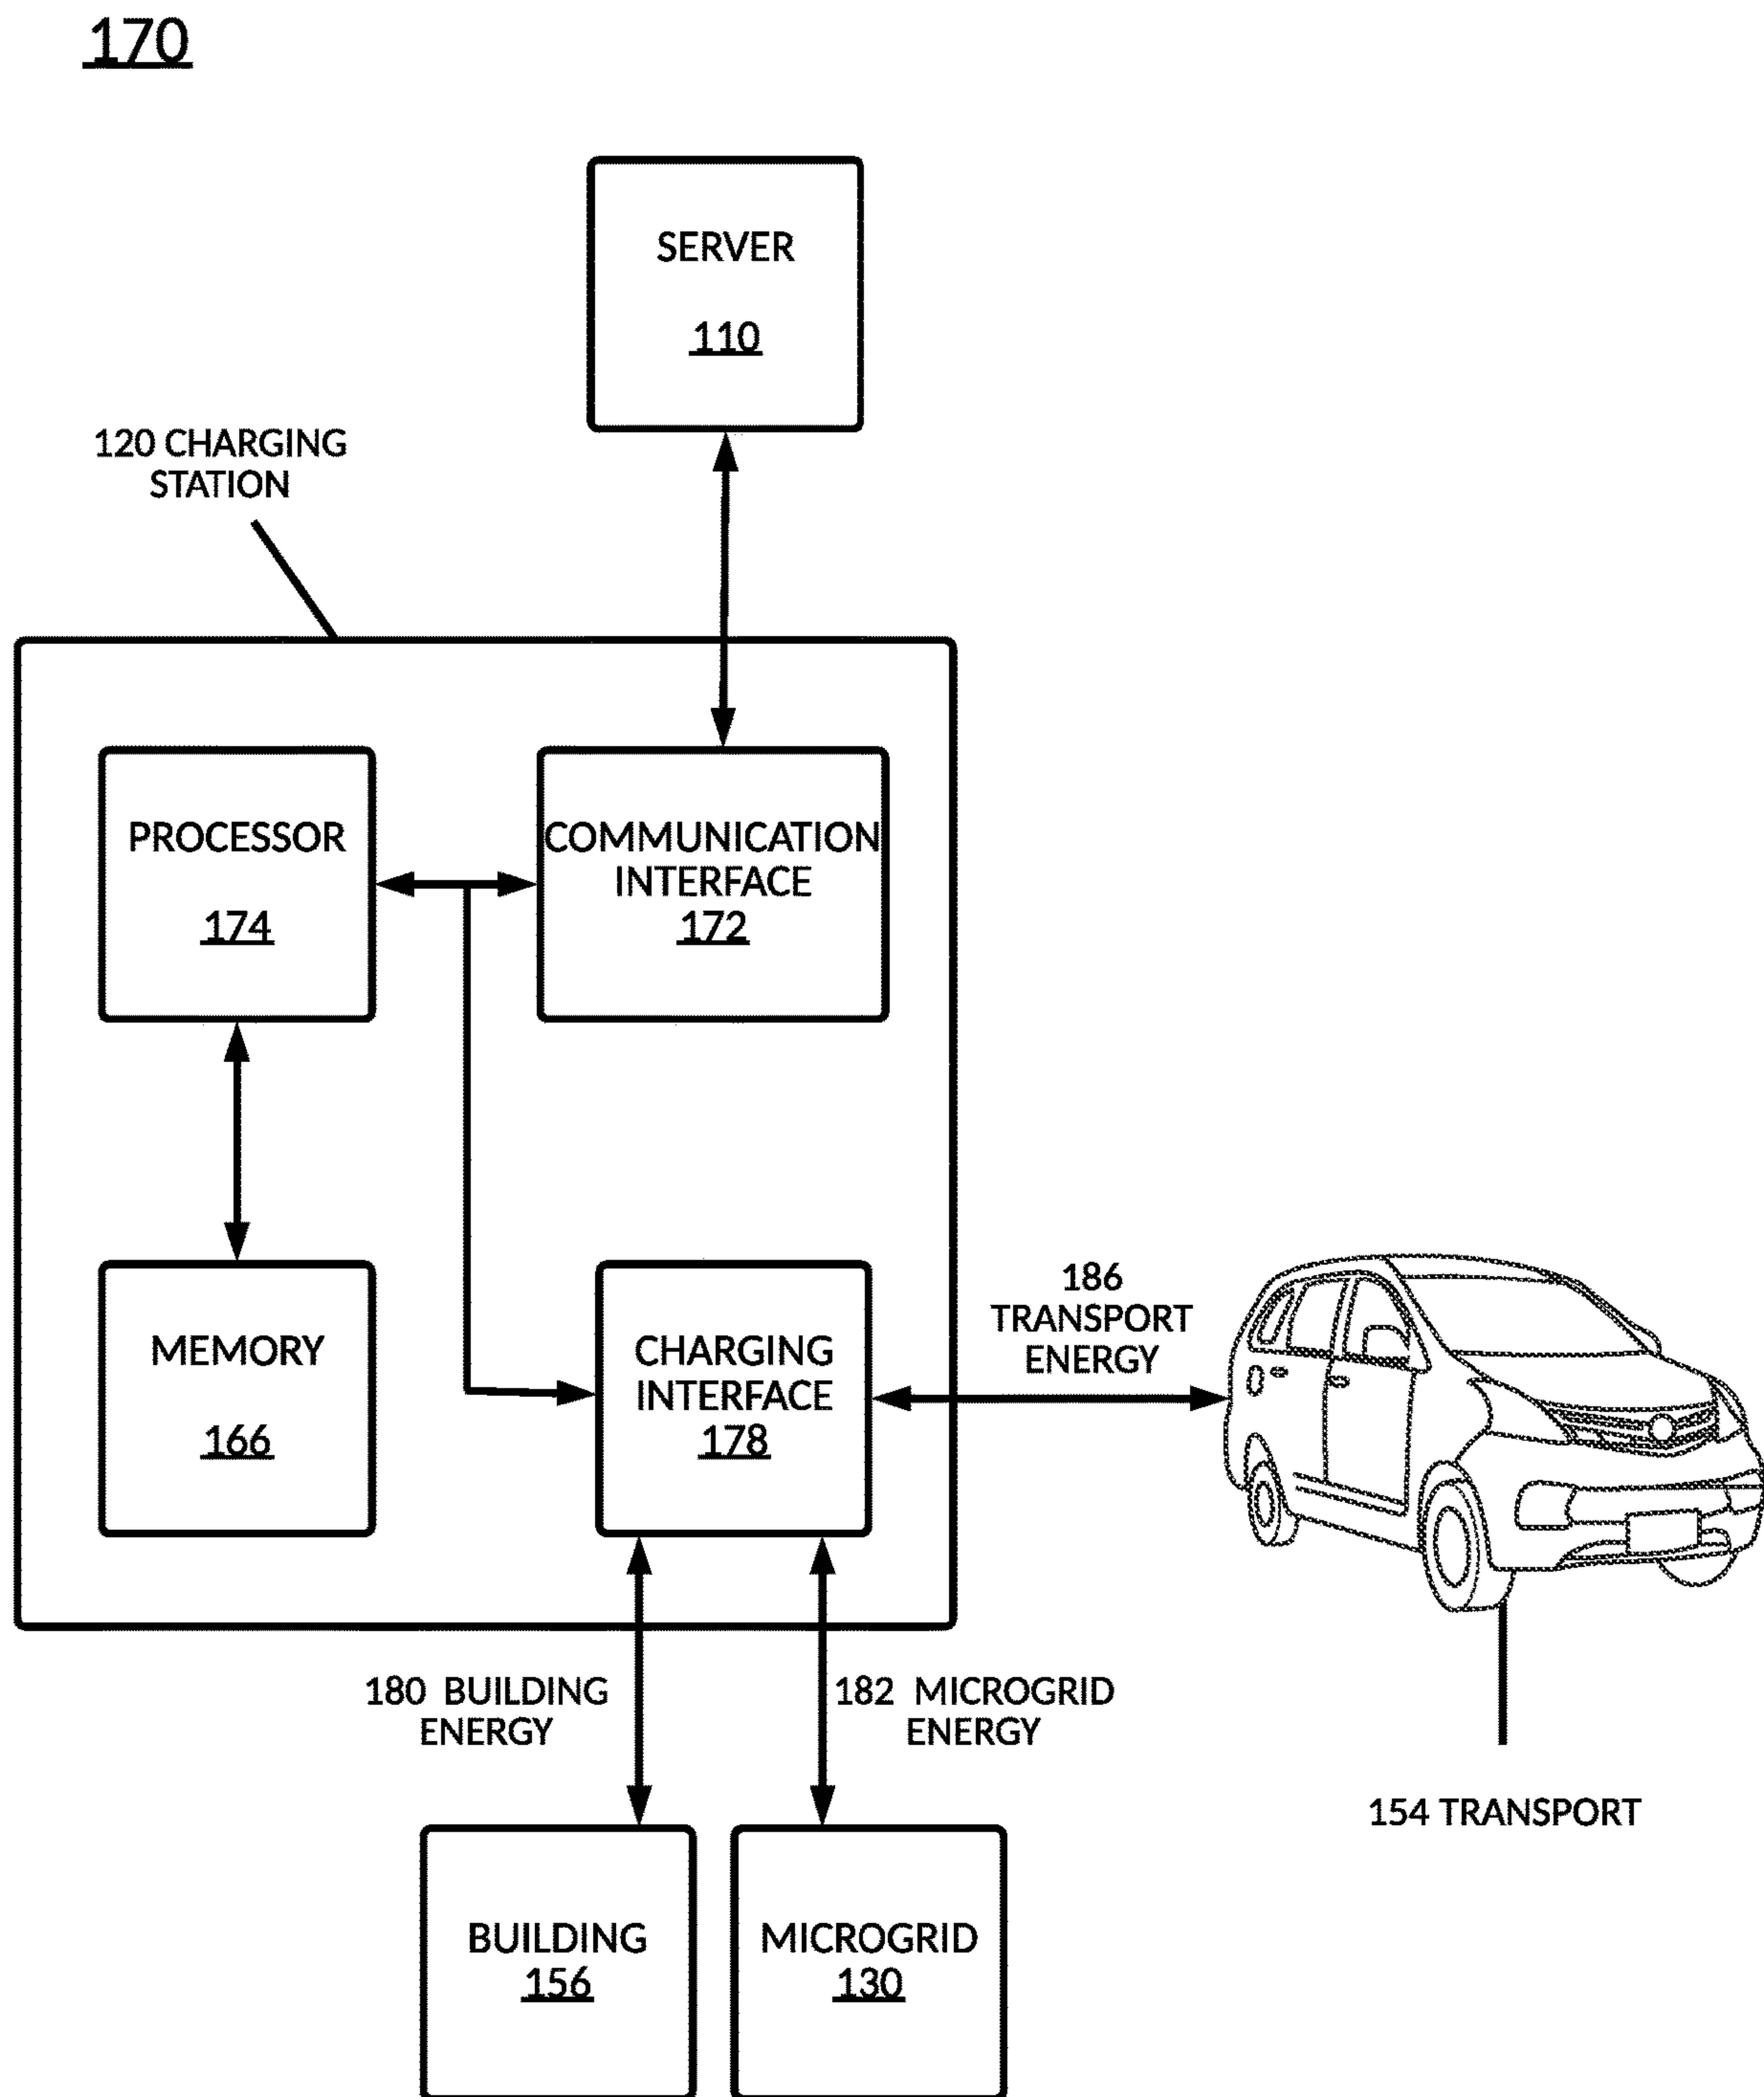 170
SERVER
110
120 CHARGING
STATION
PROCESSOR
174
COMMUNICATION
INTERFACE
172
MEMORY
166
CHARGING
INTERFACE
178
186
TRANSPORT
ENERGY
180 BUILDING
ENERGY
182 MICROGRID
ENERGY
154 TRANSPORT
BUILDING
156
MICROGRID
130